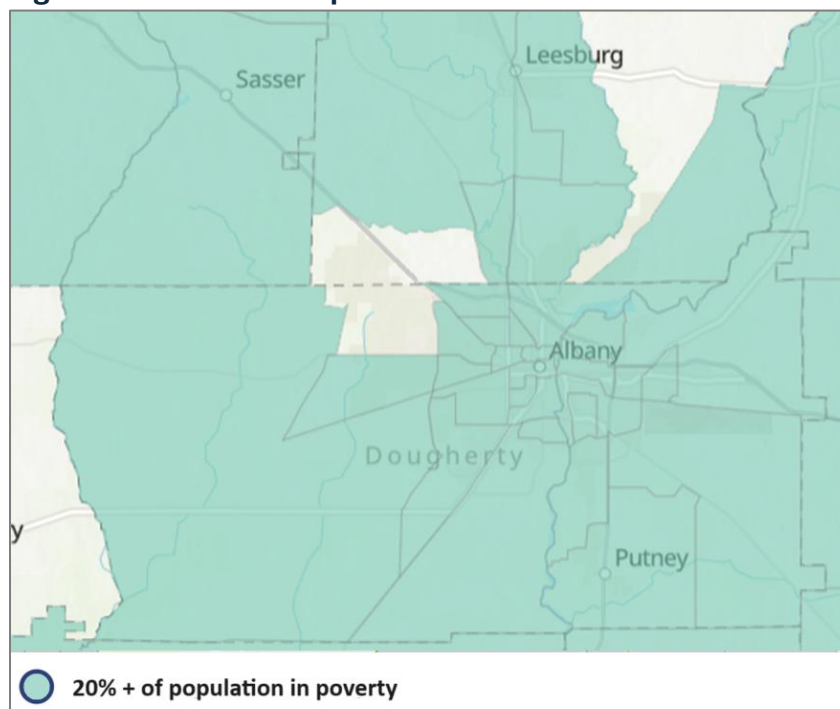 Leesburg
Sasser
Albany
Dougherty
y
Putney
20% + of population in poverty